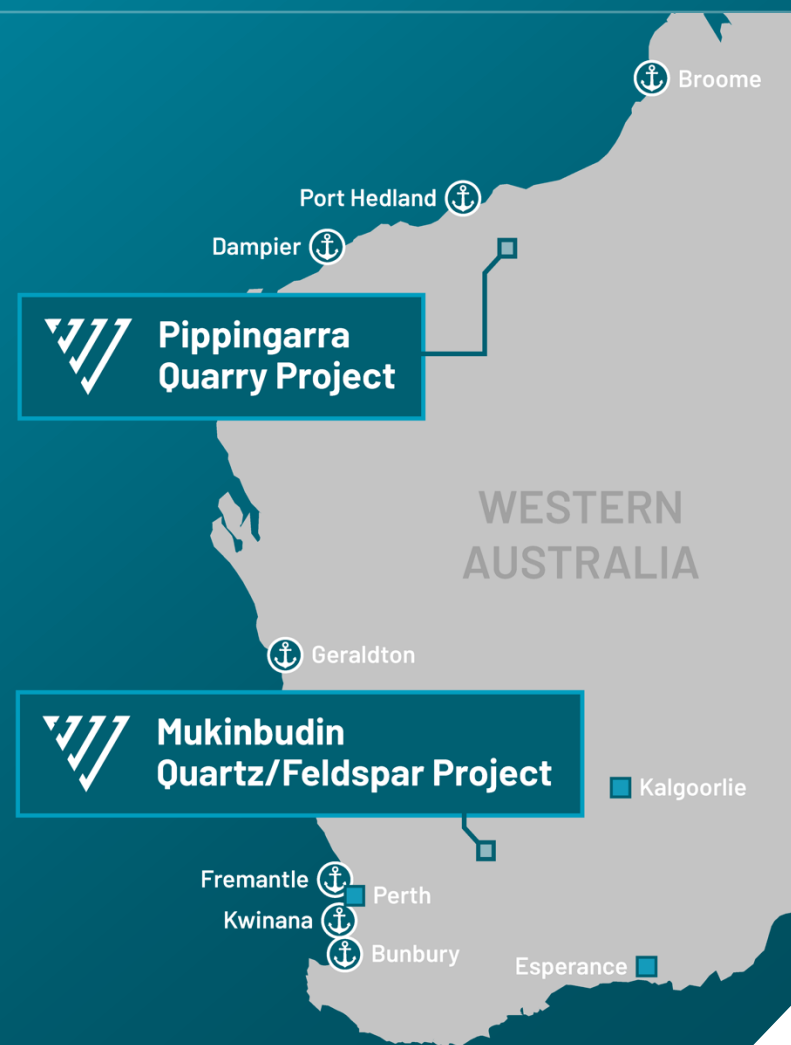 Broome
Port Hedland
Dampier
Pippingarra
Quarry Project
WESTERN
AUSTRALIA
Geraldton
Mukinbudin
Quartz/Feldspar Project
Kalgoorlie
Fremantle
Perth
Kwinana
Bunbury
Esperance